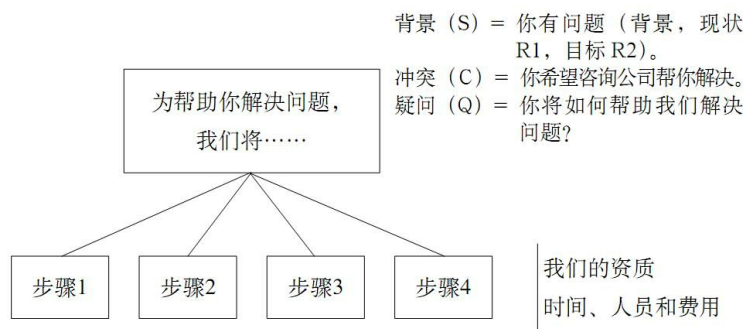 背景（S）= 你有问题（背景，现状
R1，目标 R2）。
冲突（C）= 你希望咨询公司帮你解决。
疑问（Q）= 你将如何帮助我们解决
问题？
为帮助你解决问题，
我们将……
步骤1
步骤2
步骤3
步骤4
我们的资质
时间、人员和费用